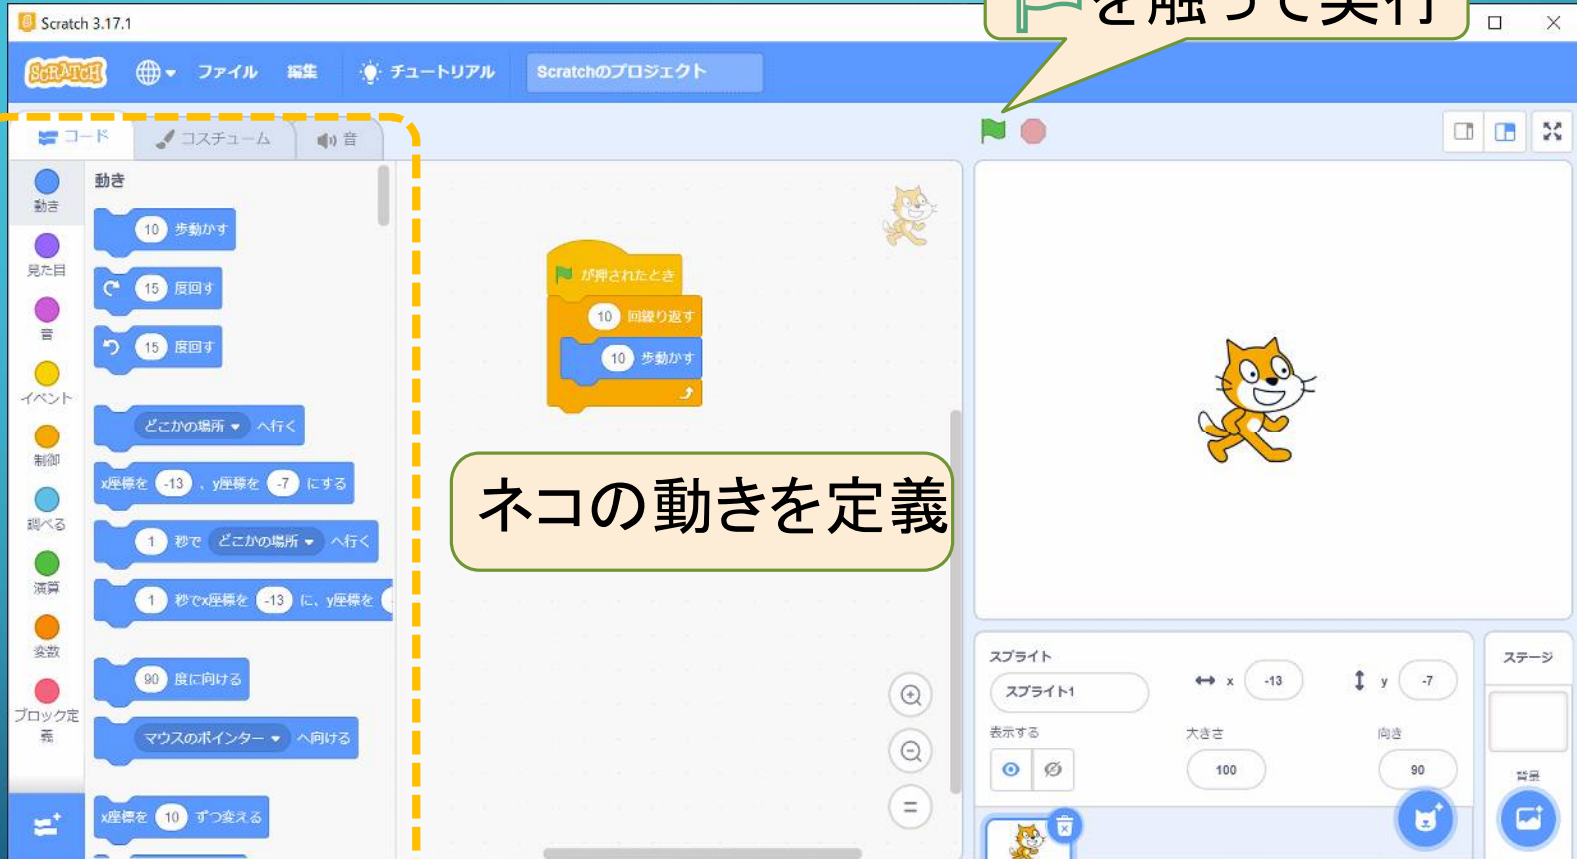 を触って実行
Scratch 3.17.1
SCRATCH
ファイル
編集
チュートリアル
Scratchのプロジェクト
コード
コスチューム
音
動き
見た目
音
イベント
制御
調べる
演算
変数
ブロック定
義
動き
10 歩動かす
15 度回す
15 度回す
どこかの場所 へ行く
x座標を -13 、y座標を -7 にする
1 秒で どこかの場所 へ行く
1 秒でx座標を -13 に、y座標を
90 度に向ける
マウスのポインター へ向ける
x座標を 10 ずつ変える
が押されたとき
10 回繰り返す
10 歩動かす
ネコの動きを定義
スプライト
スプライト1
x -13
y -7
表示する
大きさ
100
向き
90
ステージ
背景